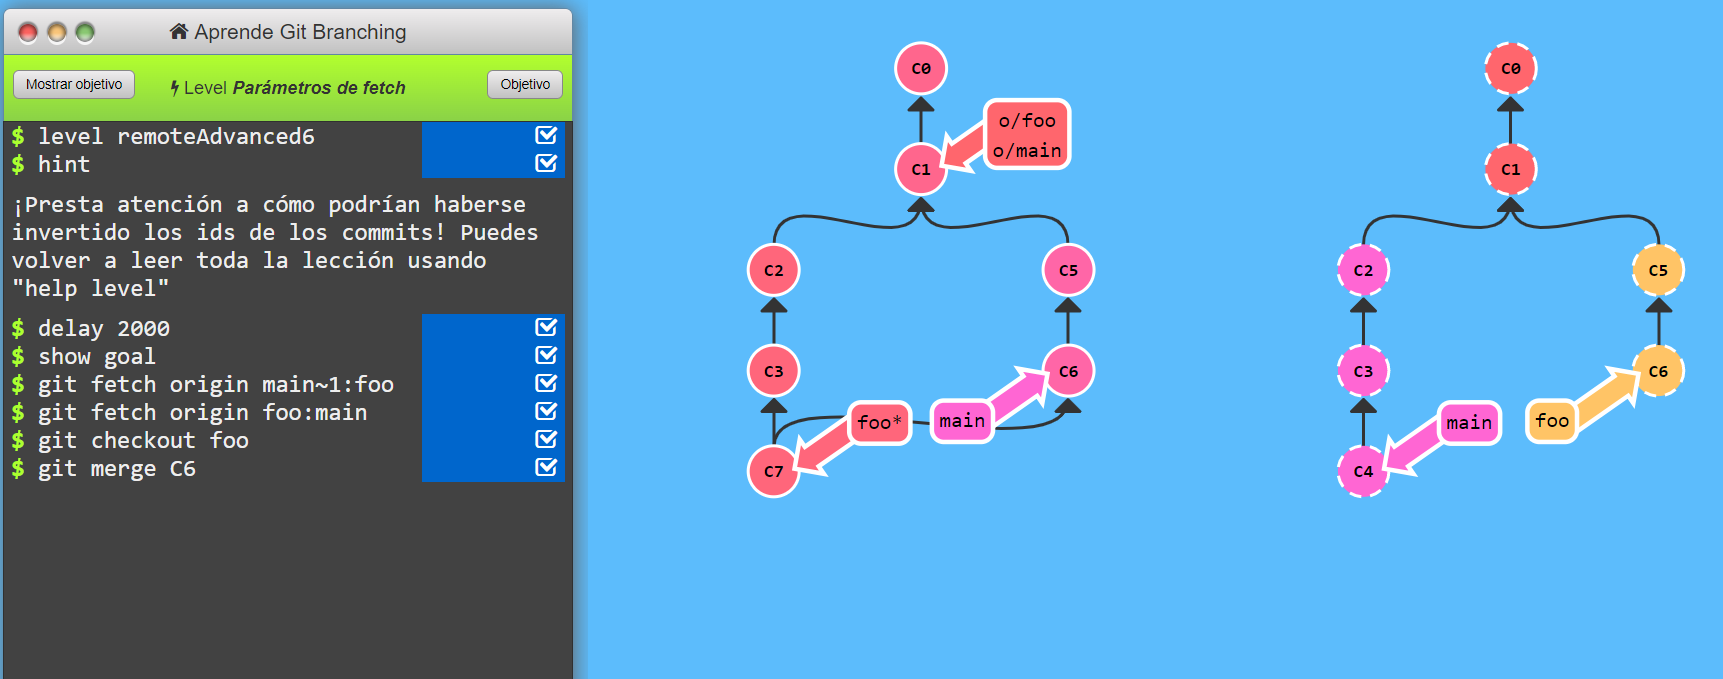 Aprende Git Branching
Mostrar objetivo
Level Parámetros de fetch
Objetivo
$ level remoteAdvanced6
$ hint
¡Presta atención a cómo podrían haberse
invertido los ids de los commits! Puedes
volver a leer toda la lección usando
"help level"
$ delay 2000
$ show goal
$ git fetch origin main~1:foo
$ git fetch origin foo:main
$ git checkout foo
$ git merge C6
C0
o/foo
o/main
C1
C2
C5
C3
C6
foo*
main
C7
C0
C1
C2
C5
C3
C6
main
foo
C4